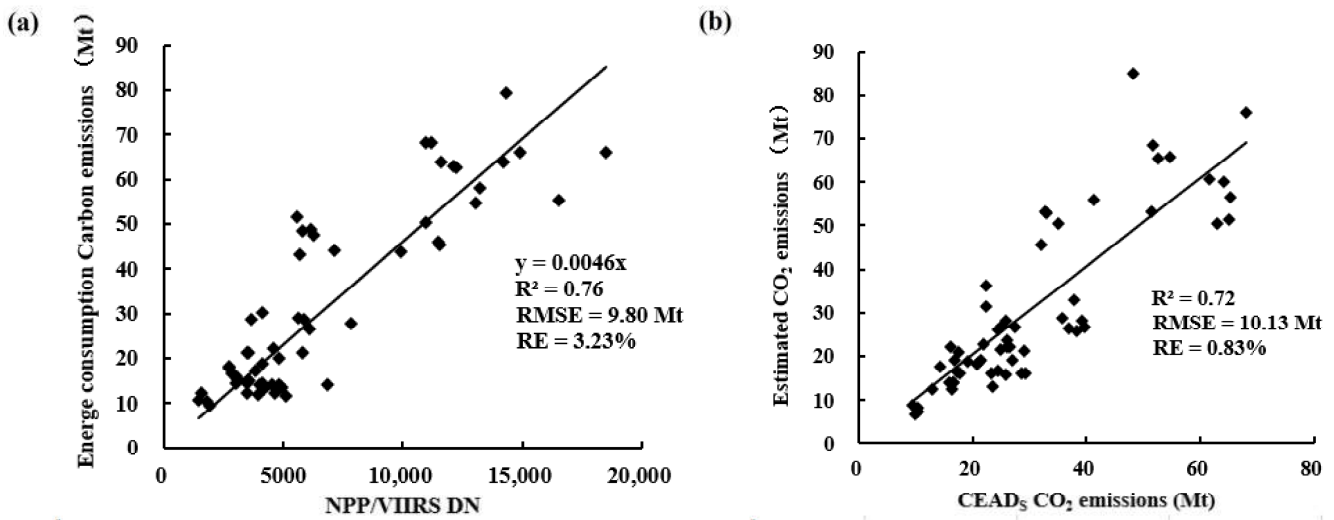 (a)
Energe consumption Carbon emissions （Mt)
90
80
70
60
50
40
30
20
10
0
0
5000
10,000
15,000
20,000
NPP/VIIRS DN
y = 0.0046x
R² = 0.76
RMSE = 9.80 Mt
RE = 3.23%
(b)
Estimated CO₂ emissions （Mt)
90
80
70
60
50
40
30
20
10
0
0
20
40
60
80
CEADₛ CO₂ emissions (Mt)
R² = 0.72
RMSE = 10.13 Mt
RE = 0.83%